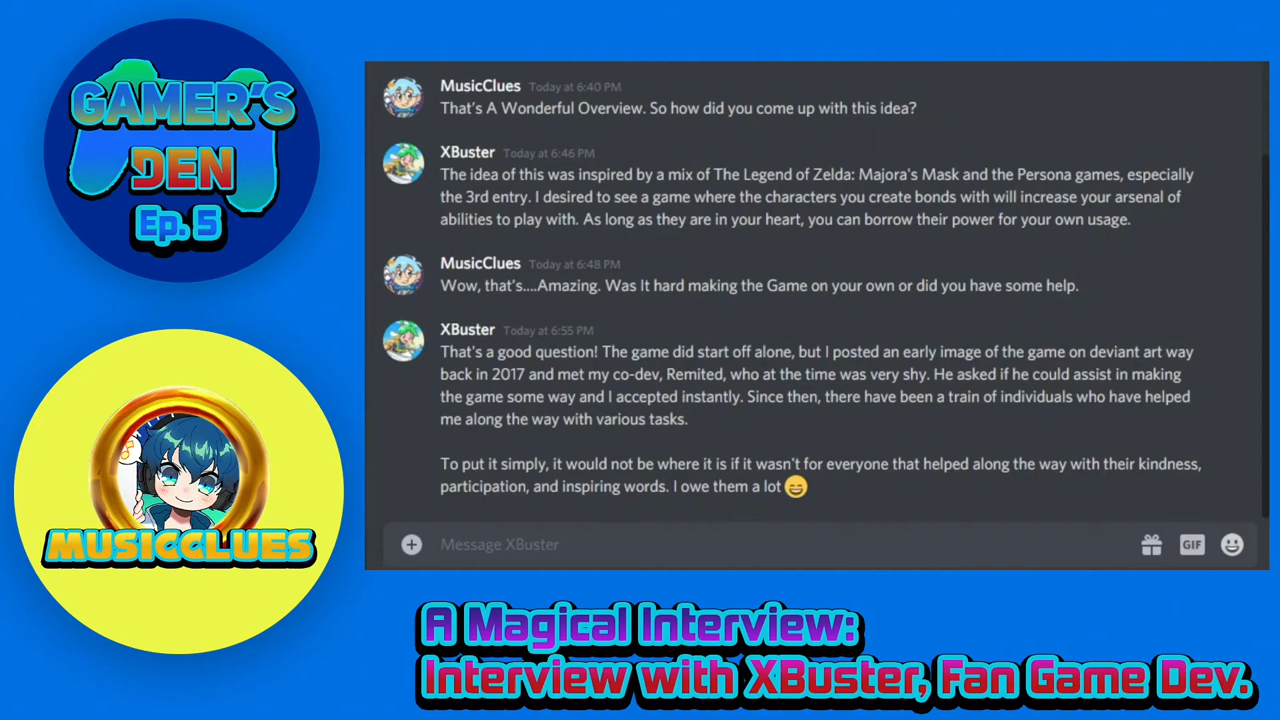 GAMER'S
DEN
Ep. 5
MUSICCLUES
MusicClues Today at 6:40 PM
That's A Wonderful Overview. So how did you come up with this idea?
XBuster Today at 6:46 PM
The idea of this was inspired by a mix of The Legend of Zelda: Majora's Mask and the Persona games, especially
the 3rd entry. I desired to see a game where the characters you create bonds with will increase your arsenal of
abilities to play with. As long as they are in your heart, you can borrow their power for your own usage.
MusicClues Today at 6:48 PM
Wow, that's....Amazing. Was It hard making the Game on your own or did you have some help.
XBuster Today at 6:55 PM
That's a good question! The game did start off alone, but I posted an early image of the game on deviant art way
back in 2017 and met my co-dev, Remited, who at the time was very shy. He asked if he could assist in making
the game some way and I accepted instantly. Since then, there have been a train of individuals who have helped
me along the way with various tasks.
To put it simply, it would not be where it is if it wasn't for everyone that helped along the way with their kindness,
participation, and inspiring words. I owe them a lot 😄
Message XBuster
GIF
A Magical Interview:
Interview with XBuster, Fan Game Dev.